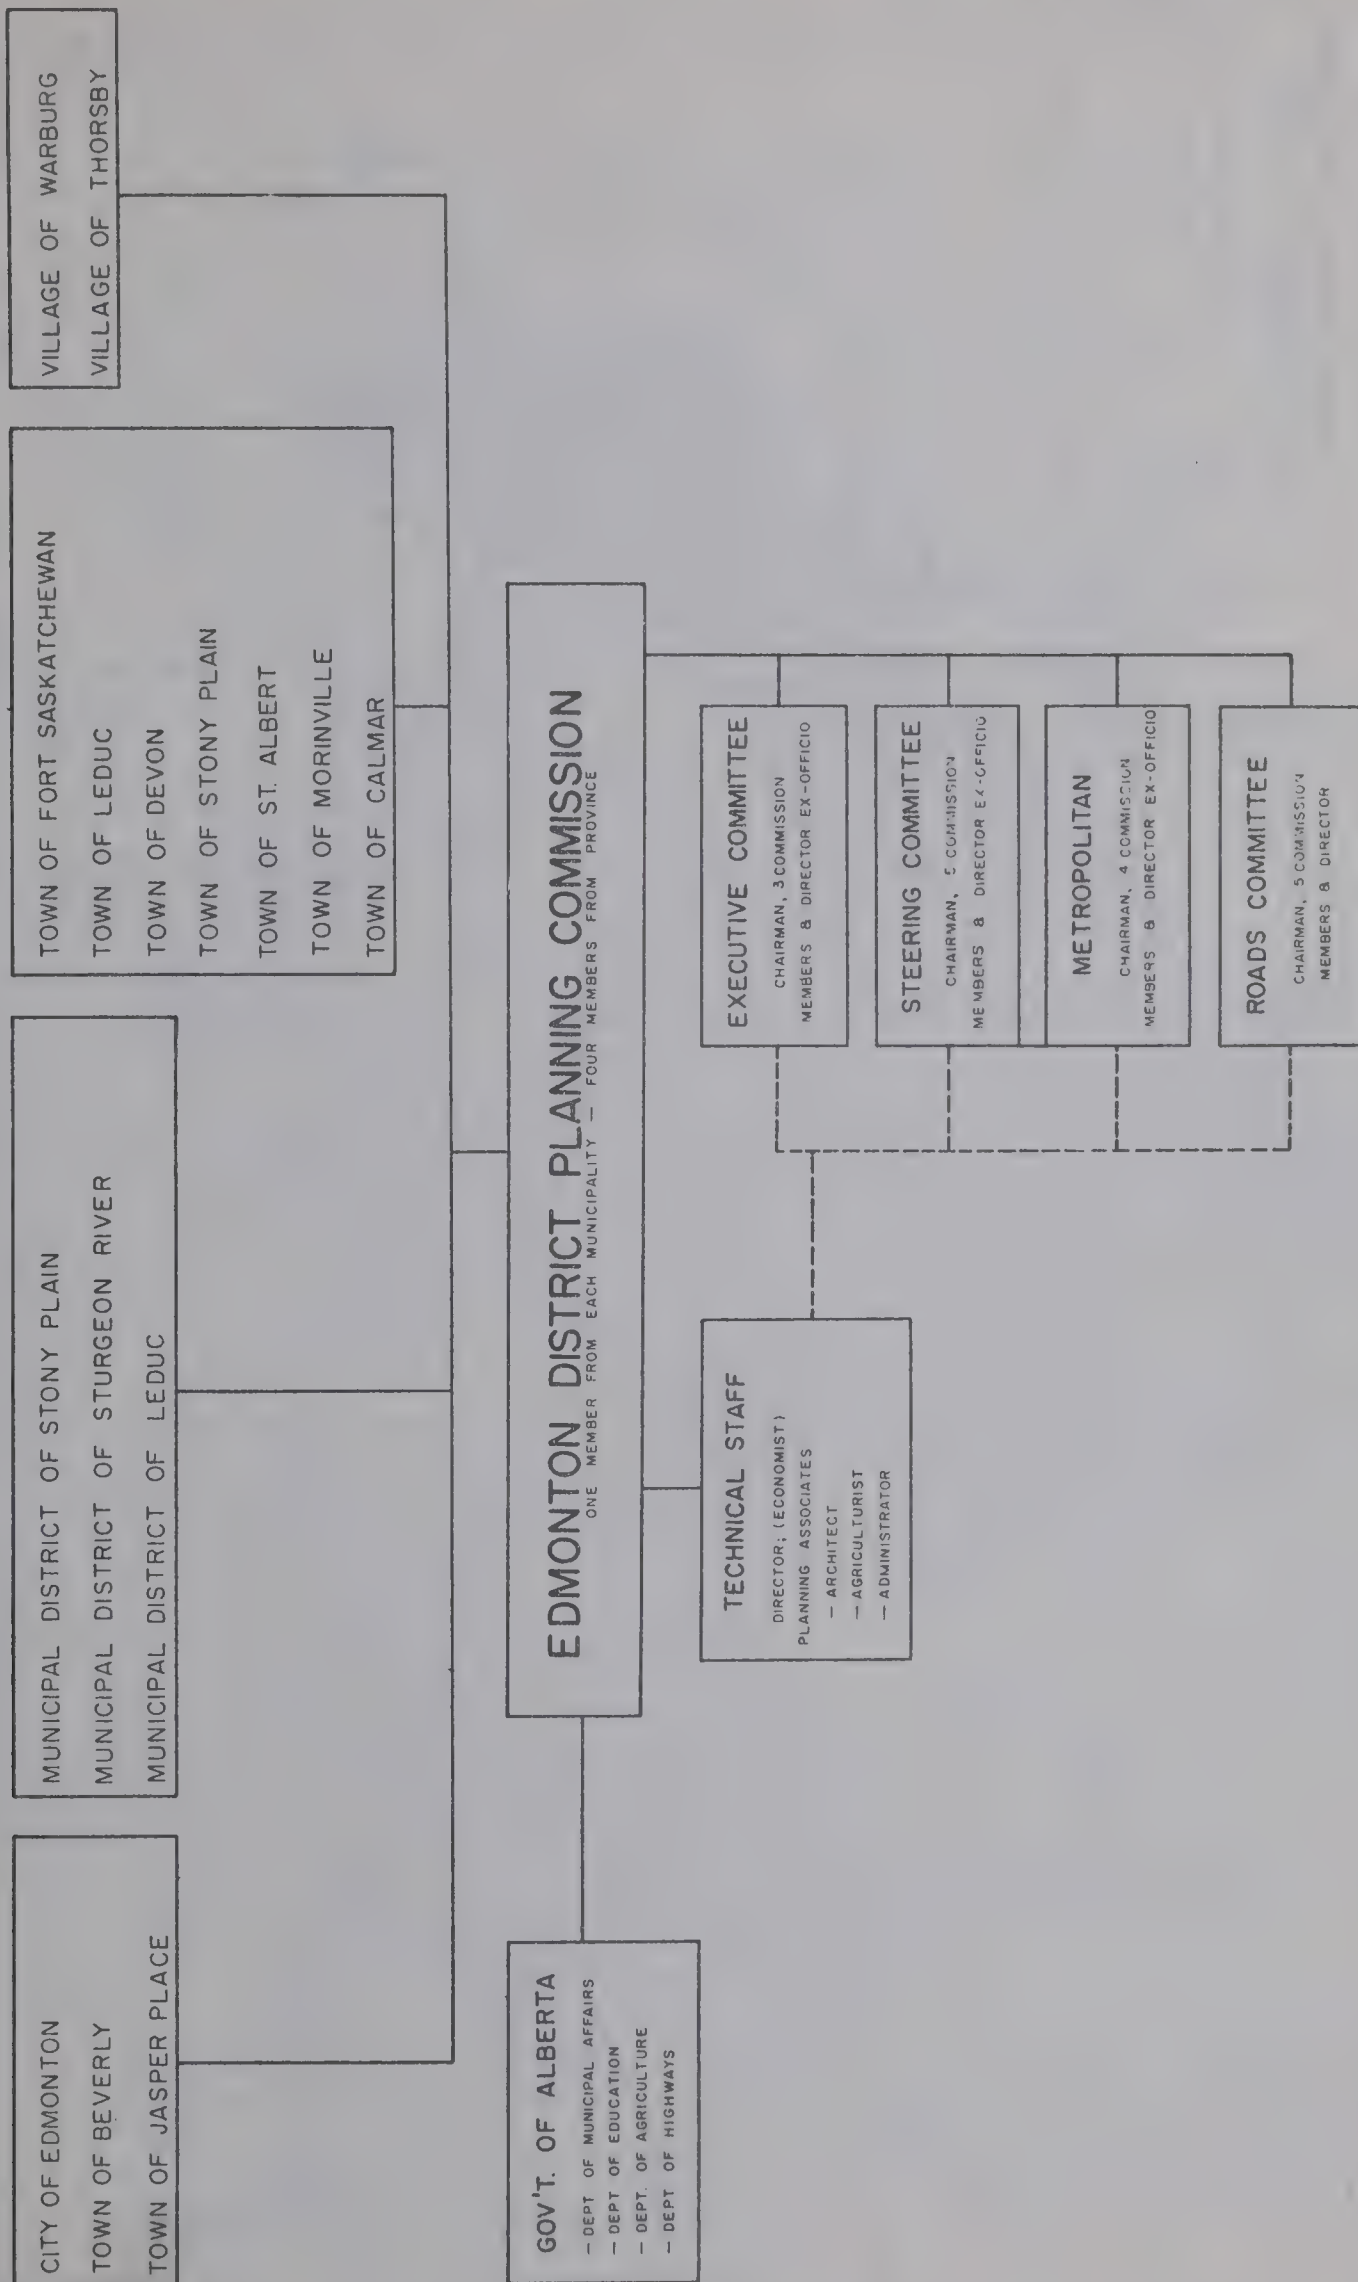 CITY OF EDMONTON
TOWN OF BEVERLY
TOWN OF JASPER PLACE
MUNICIPAL DISTRICT OF STONY PLAIN
MUNICIPAL DISTRICT OF STURGEON RIVER
MUNICIPAL DISTRICT OF LEDUC
TOWN OF FORT SASKATCHEWAN
TOWN OF LEDUC
TOWN OF DEVON
TOWN OF STONY PLAIN
TOWN OF ST. ALBERT
TOWN OF MORINVILLE
TOWN OF CALMAR
VILLAGE OF WARBURG
VILLAGE OF THORSBY
GOV'T. OF ALBERTA
— DEPT OF MUNICIPAL AFFAIRS
— DEPT OF EDUCATION
— DEPT. OF AGRICULTURE
— DEPT OF HIGHWAYS
EDMONTON DISTRICT PLANNING COMMISSION
ONE MEMBER FROM EACH MUNICIPALITY — FOUR MEMBERS FROM PROVINCE
TECHNICAL STAFF
DIRECTOR; (ECONOMIST)
PLANNING ASSOCIATES
— ARCHITECT
— AGRICULTURIST
— ADMINISTRATOR
EXECUTIVE COMMITTEE
CHAIRMAN, 3 COMMISSION
MEMBERS & DIRECTOR EX-OFFICIO
STEERING COMMITTEE
CHAIRMAN, 5 COMMISSION
MEMBERS & DIRECTOR EX-OFFICIO
METROPOLITAN
CHAIRMAN, 4 COMMISSION
MEMBERS & DIRECTOR EX-OFFICIO
ROADS COMMITTEE
CHAIRMAN, 5 COMMISSION
MEMBERS & DIRECTOR